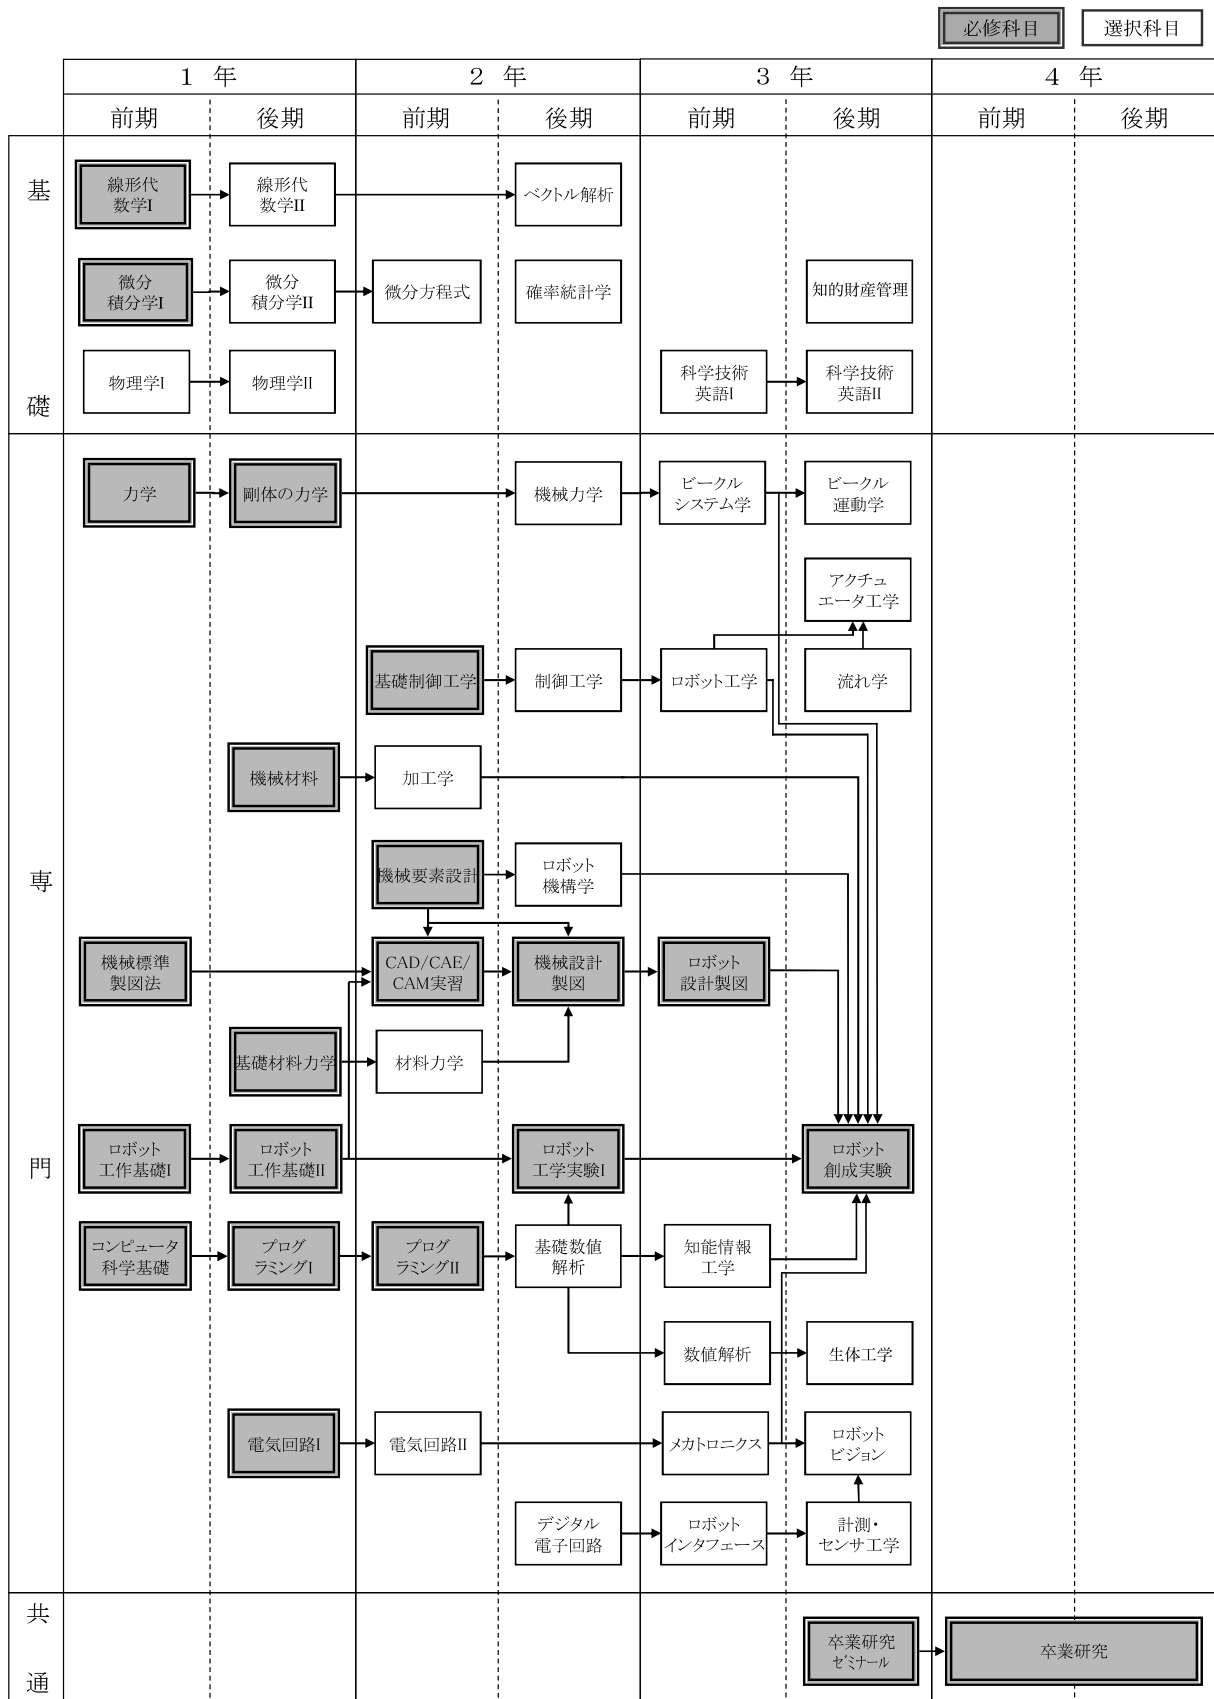 必修科目
選択科目
1 年
2 年
3 年
4 年
前期
後期
前期
後期
前期
後期
前期
後期
基
礎
線形代
数学I
線形代
数学II
ベクトル解析
微分
積分学I
微分
積分学II
微分方程式
確率統計学
知的財産管理
物理学I
物理学II
科学技術
英語I
科学技術
英語II
専
門
力学
剛体の力学
機械力学
ビークル
システム学
ビークル
運動学
アクチュ
エータ工学
基礎制御工学
制御工学
ロボット工学
流れ学
機械材料
加工学
機械要素設計
ロボット
機構学
機械標準
製図法
CAD/CAE/
CAM実習
機械設計
製図
ロボット
設計製図
基礎材料力学
材料力学
ロボット
工作基礎I
ロボット
工作基礎II
ロボット
工学実験I
ロボット
創成実験
コンピュータ
科学基礎
プログ
ラミングI
プログ
ラミングII
基礎数値
解析
知能情報
工学
数値解析
生体工学
電気回路I
電気回路II
メカトロニクス
ロボット
ビジョン
デジタル
電子回路
ロボット
インタフェース
計測・
センサ工学
共
通
卒業研究
ゼミナール
卒業研究